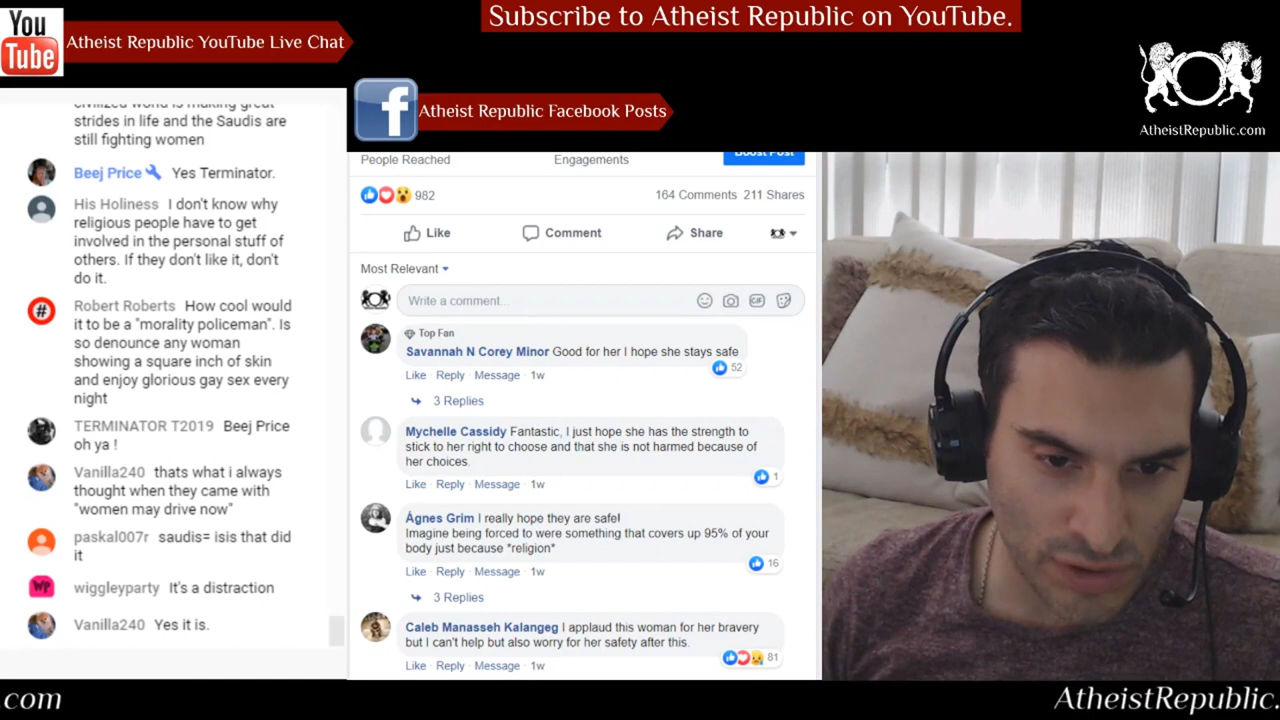 You
Tube
Atheist Republic YouTube Live Chat
Subscribe to Atheist Republic on YouTube.
AtheistRepublic.com
f
Atheist Republic Facebook Posts
civilized world is making great
strides in life and the Saudis are
still fighting women
Beej Price Yes Terminator.
His Holiness I don't know why
religious people have to get
involved in the personal stuff of
others. If they don't like it, don't
do it.
#
Robert Roberts How cool would
it to be a "morality policeman". Is
so denounce any woman
showing a square inch of skin
and enjoy glorious gay sex every
night
TERMINATOR T2019 Beej Price
oh ya !
Vanilla240 thats what i always
thought when they came with
"women may drive now"
paskal007r saudis= isis that did
it
WP
wiggleyparty It's a distraction
Vanilla240 Yes it is.
People Reached Engagements Boost Post
982 164 Comments 211 Shares
Like Comment Share
Most Relevant
Write a comment... GIF
Top Fan
Savannah N Corey Minor Good for her I hope she stays safe
52
Like · Reply · Message · 1w
3 Replies
Mychelle Cassidy Fantastic, I just hope she has the strength to
stick to her right to choose and that she is not harmed because of
her choices.
1
Like · Reply · Message · 1w
Ágnes Grim I really hope they are safe!
Imagine being forced to were something that covers up 95% of your
body just because *religion*
16
Like · Reply · Message · 1w
3 Replies
Caleb Manasseh Kalangeg I applaud this woman for her bravery
but I can't help but also worry for her safety after this.
81
Like · Reply · Message · 1w
.com
AtheistRepublic.